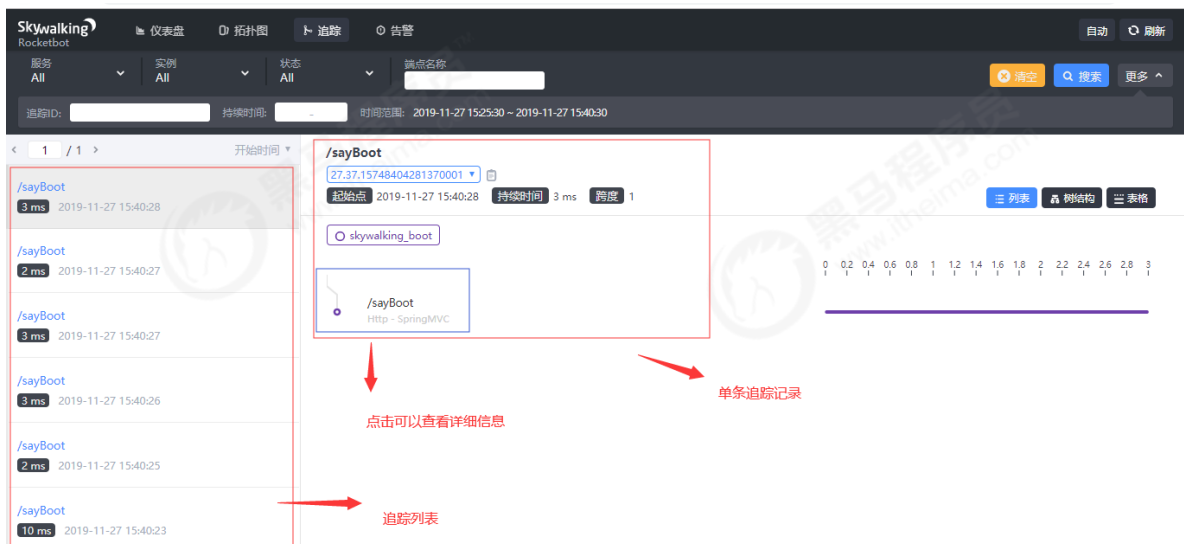 Skywalking
Rocketbot
仪表盘 拓扑图 追踪 告警 自动 刷新
服务 实例 状态 端点名称
All All All
清空 搜索 更多
追踪ID: 持续时间: - 时间范围: 2019-11-27 15:25:30 ~ 2019-11-27 15:40:30
1 / 1 开始时间
/sayBoot
3 ms 2019-11-27 15:40:28
/sayBoot
2 ms 2019-11-27 15:40:27
/sayBoot
3 ms 2019-11-27 15:40:27
/sayBoot
3 ms 2019-11-27 15:40:26
/sayBoot
2 ms 2019-11-27 15:40:25
/sayBoot
10 ms 2019-11-27 15:40:23
/sayBoot
27.37.15748404281370001
起始点 2019-11-27 15:40:28 持续时间 3 ms 跨度 1
列表 树结构 表格
skywalking_boot
0 0.2 0.4 0.6 0.8 1 1.2 1.4 1.6 1.8 2 2.2 2.4 2.6 2.8 3
/sayBoot
Http - SpringMVC
单条追踪记录
点击可以查看详细信息
追踪列表
黑马程序员
www.itheima.com